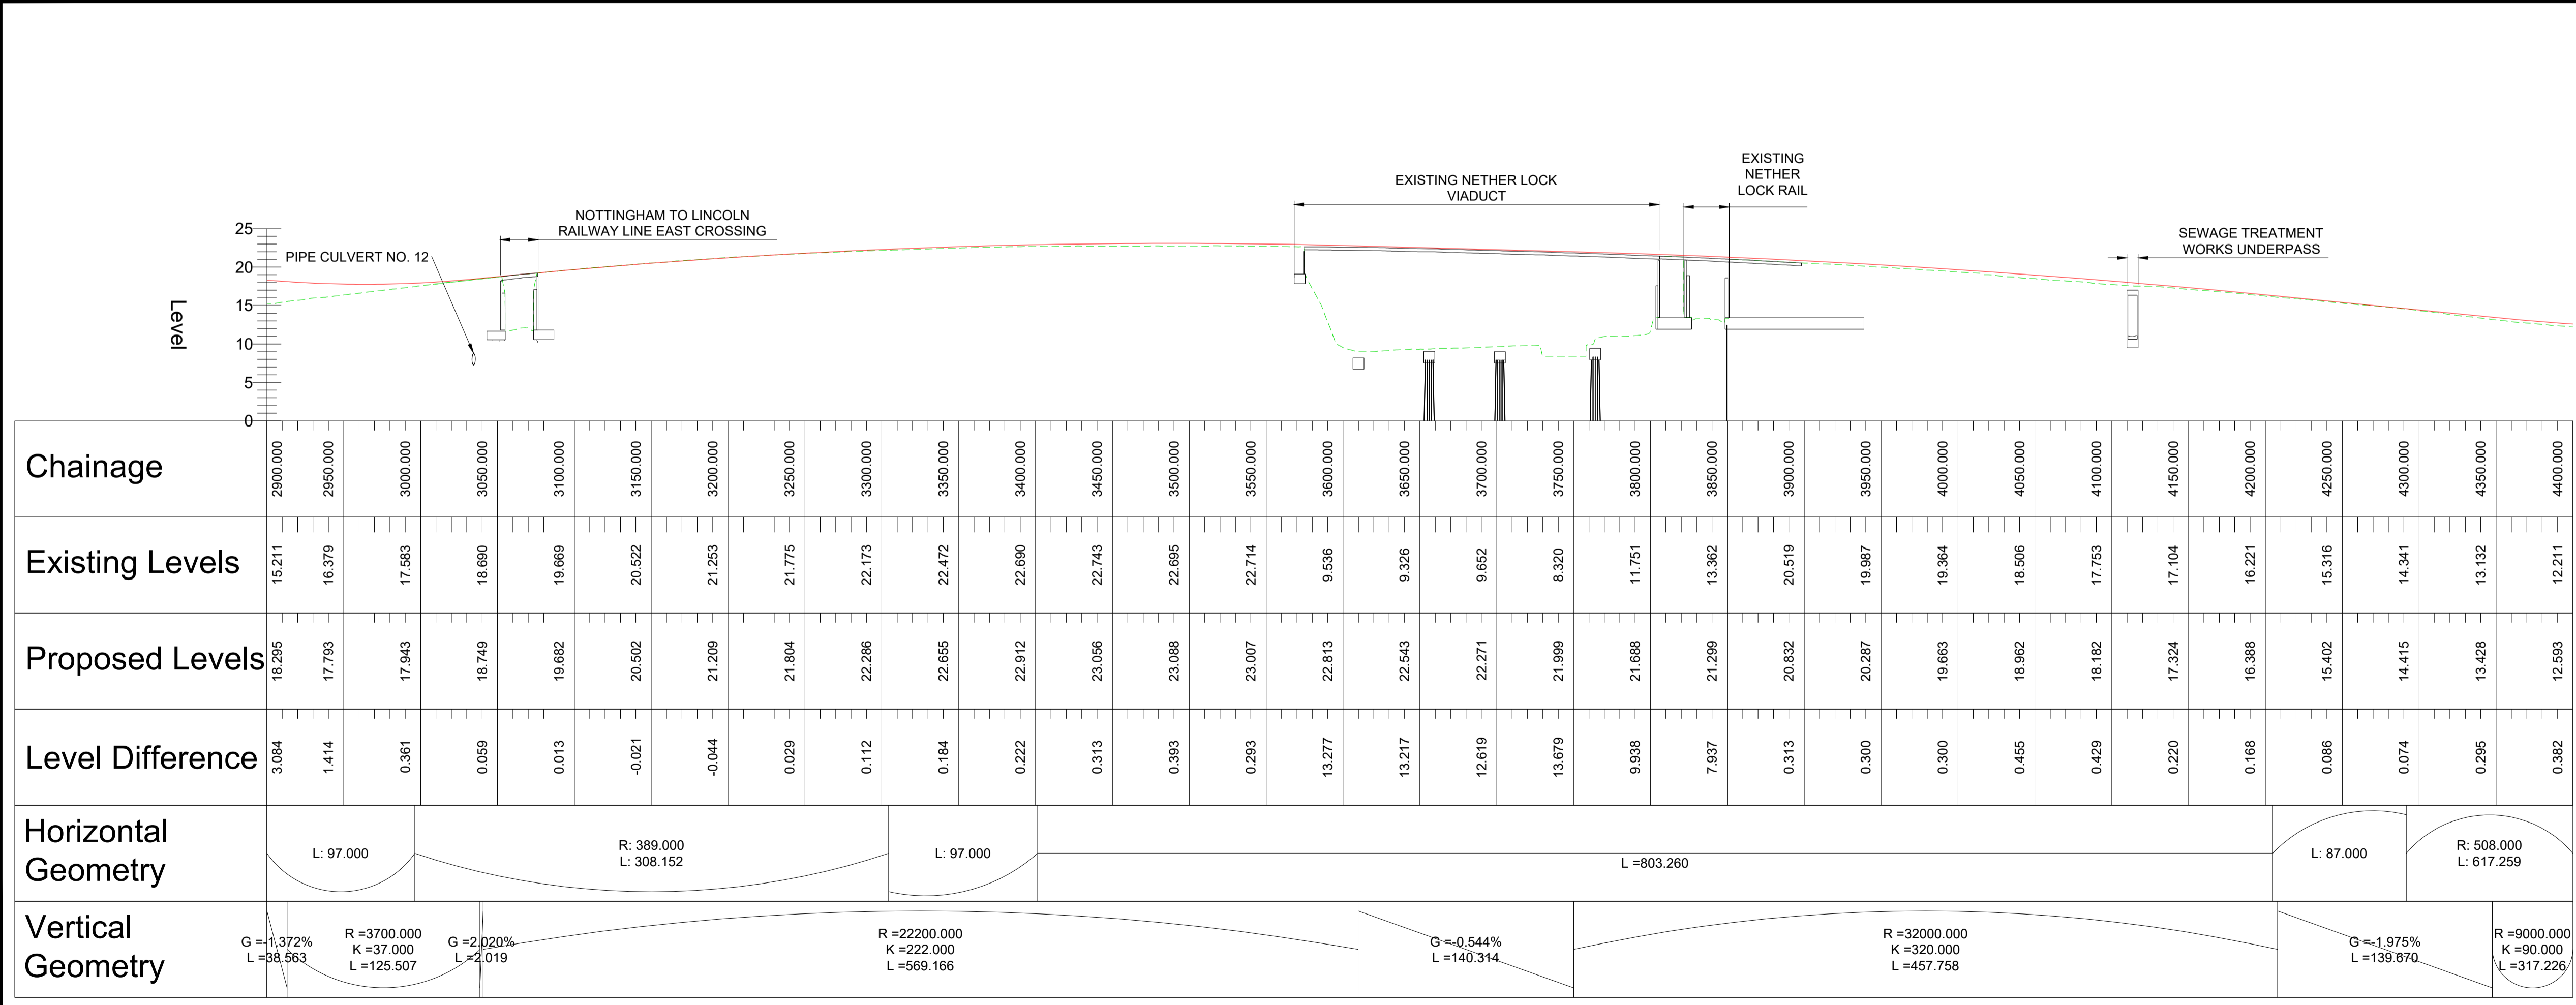 EXISTING
NETHER
LOCK RAIL
EXISTING NETHER LOCK
VIADUCT
NOTTINGHAM TO LINCOLN
RAILWAY LINE EAST CROSSING
SEWAGE TREATMENT
WORKS UNDERPASS
PIPE CULVERT NO. 12
Level
25
20
15
10
5
0
Chainage
2900.000 2950.000 3000.000 3050.000 3100.000 3150.000 3200.000 3250.000 3300.000 3350.000 3400.000 3450.000 3500.000 3550.000 3600.000 3650.000 3700.000 3750.000 3800.000 3850.000 3900.000 3950.000 4000.000 4050.000 4100.000 4150.000 4200.000 4250.000 4300.000 4350.000 4400.000
Existing Levels
15.211 16.379 17.583 18.690 19.669 20.522 21.253 21.775 22.173 22.472 22.690 22.743 22.695 22.714 9.536 9.326 9.652 8.320 11.751 13.362 20.519 19.987 19.364 18.506 17.753 17.104 16.221 15.316 14.341 13.132 12.211
Proposed Levels
18.295 17.793 17.943 18.749 19.682 20.502 21.209 21.804 22.286 22.655 22.912 23.056 23.088 23.007 22.813 22.543 22.271 21.999 21.688 21.299 20.832 20.287 19.663 18.962 18.182 17.324 16.388 15.402 14.415 13.428 12.593
Level Difference
3.084 1.414 0.361 0.059 0.013 -0.021 -0.044 0.029 0.112 0.184 0.222 0.313 0.393 0.293 13.277 13.217 12.619 13.679 9.938 7.937 0.313 0.300 0.300 0.455 0.429 0.220 0.168 0.086 0.074 0.295 0.382
Horizontal
Geometry
L: 97.000
R: 389.000
L: 308.152
L: 97.000
L =803.260
L: 87.000
R: 508.000
L: 617.259
Vertical
Geometry
G =-1.372%
L =38.563
R =3700.000
K =37.000
L =125.507
G =2.020%
L =2.019
R =22200.000
K =222.000
L =569.166
G =-0.544%
L =140.314
R =32000.000
K =320.000
L =457.758
G =-1.975%
L =139.670
R =9000.000
K =90.000
L =317.226